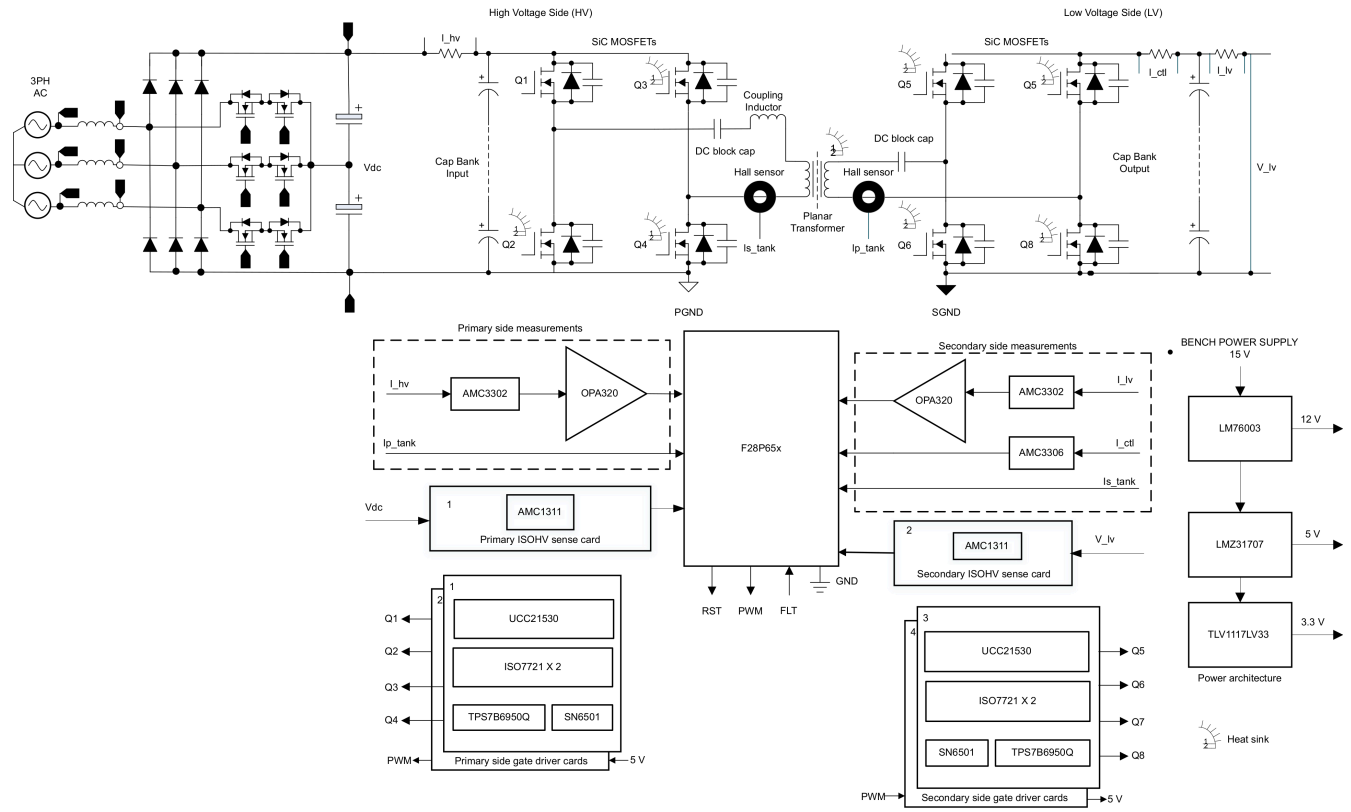 High Voltage Side (HV)
Low Voltage Side (LV)
I_hv
SiC MOSFETs
SiC MOSFETs
3PH
AC
Q1
Q3
Q5
Q5
I_ctl
I_lv
Coupling
Inductor
DC block cap
DC block cap
Vdc
Cap Bank
Input
Hall sensor
Hall sensor
Cap Bank
Output
V_lv
Planar
Transformer
Q2
Q4
Is_tank
Ip_tank
Q6
Q8
PGND
SGND
Primary side measurements
I_hv
AMC3302
OPA320
Ip_tank
F28P65x
Secondary side measurements
OPA320
AMC3302
I_lv
AMC3306
I_ctl
Is_tank
BENCH POWER SUPPLY
15 V
LM76003
12 V
LMZ31707
5 V
TLV1117LV33
3.3 V
Power architecture
Vdc
1
AMC1311
Primary ISOHV sense card
2
AMC1311
V_lv
Secondary ISOHV sense card
RST
PWM
FLT
GND
1
2
UCC21530
ISO7721 X 2
TPS7B6950Q
SN6501
Q1
Q2
Q3
Q4
PWM
Primary side gate driver cards
5 V
3
4
UCC21530
ISO7721 X 2
SN6501
TPS7B6950Q
Q5
Q6
Q7
Q8
PWM
Secondary side gate driver cards
5 V
Heat sink